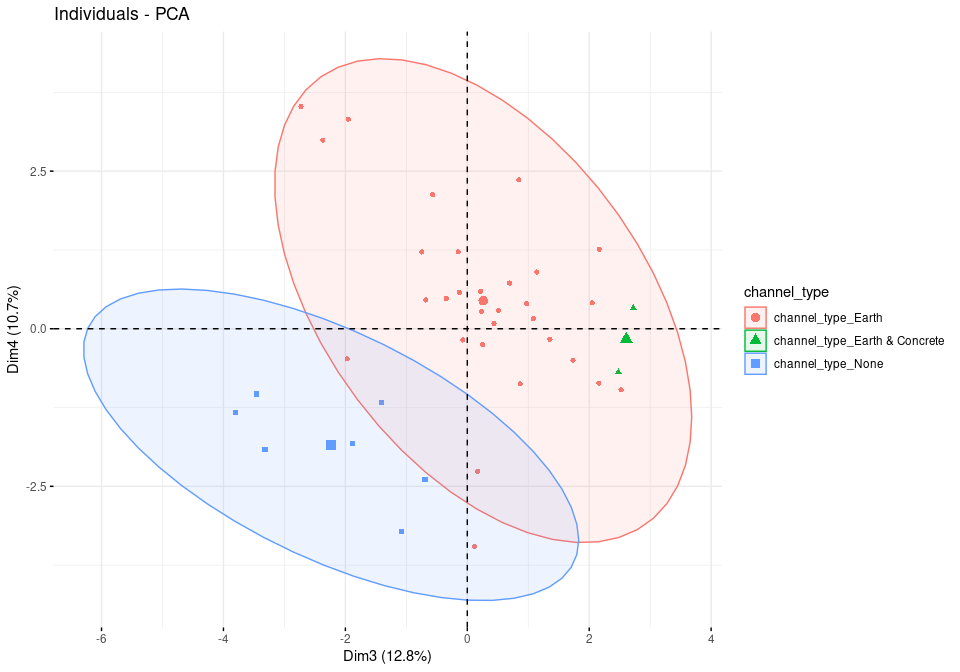 Individuals - PCA
Dim4 (10.7%)
2.5
0.0
-2.5
-6
-4
-2
0
2
4
Dim3 (12.8%)
channel_type
channel_type_Earth
channel_type_Earth & Concrete
channel_type_None